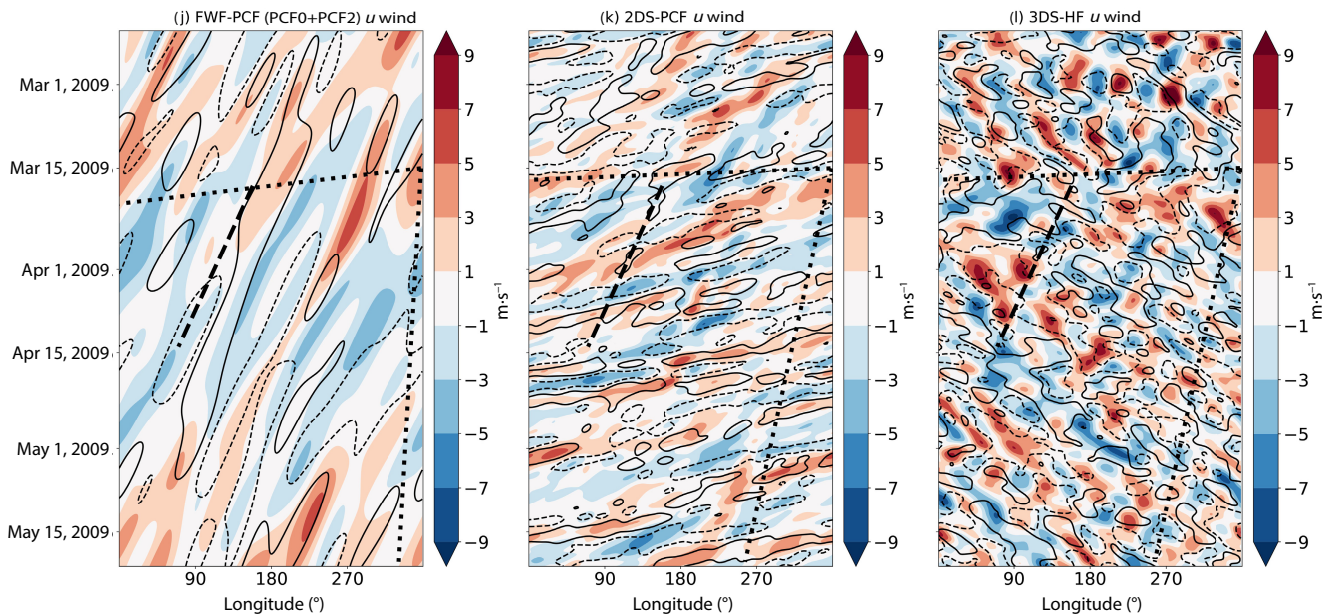 (j) FWF-PCF (PCF0+PCF2) u wind
(k) 2DS-PCF u wind
(l) 3DS-HF u wind
Mar 1, 2009
Mar 15, 2009
Apr 1, 2009
Apr 15, 2009
May 1, 2009
May 15, 2009
9
7
5
3
1
−1
−3
−5
−7
−9
m·s⁻¹
9
7
5
3
1
−1
−3
−5
−7
−9
m·s⁻¹
9
7
5
3
1
−1
−3
−5
−7
−9
m·s⁻¹
90 180 270
90 180 270
90 180 270
Longitude (°)
Longitude (°)
Longitude (°)